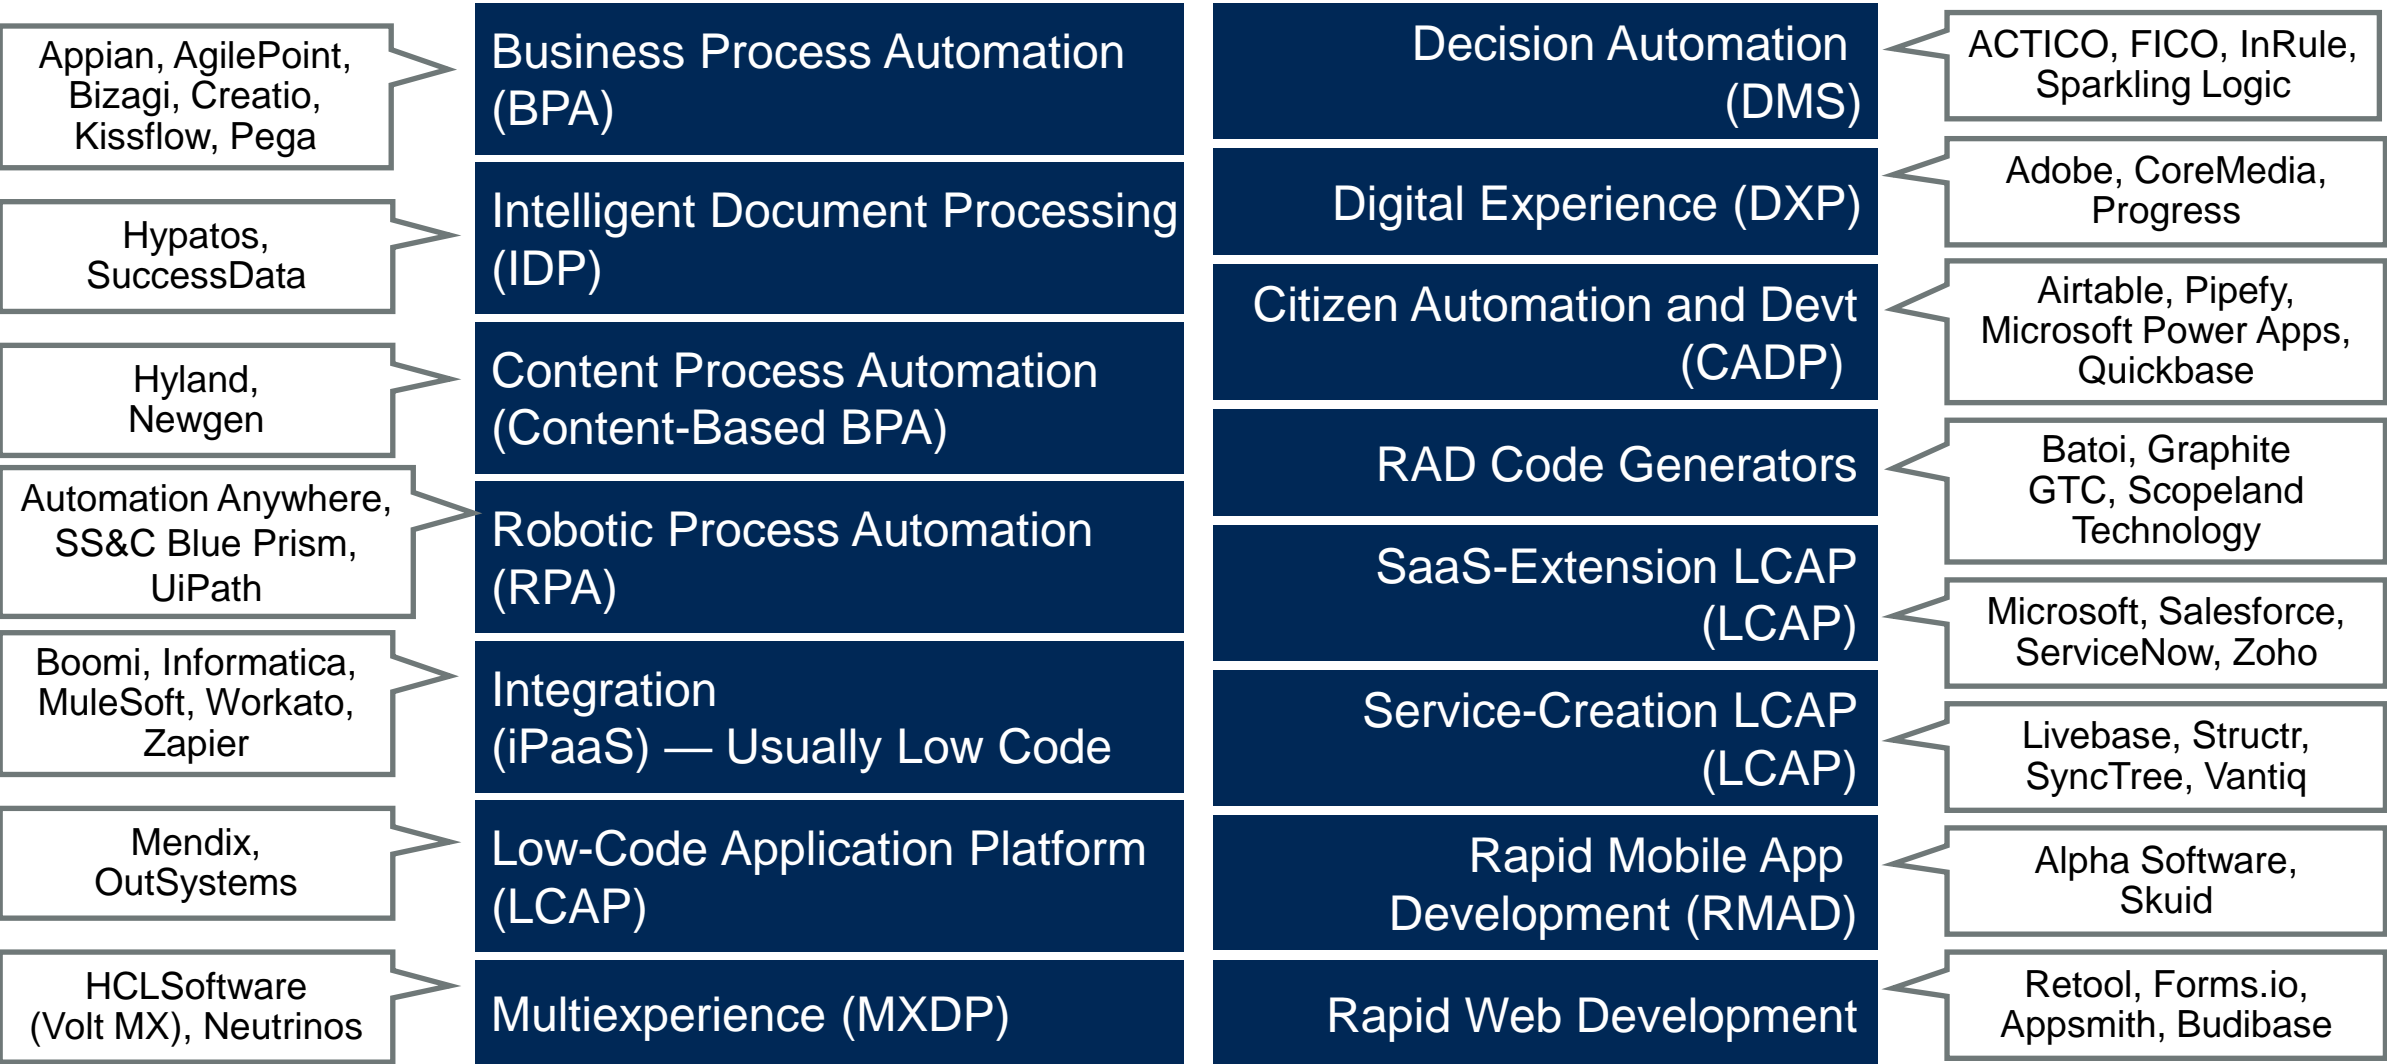 Appian, AgilePoint,
Bizagi, Creatio,
Kissflow, Pega
Business Process Automation
(BPA)
Hypatos,
SuccessData
Intelligent Document Processing
(IDP)
Hyland,
Newgen
Content Process Automation
(Content-Based BPA)
Automation Anywhere,
SS&C Blue Prism,
UiPath
Robotic Process Automation
(RPA)
Boomi, Informatica,
MuleSoft, Workato,
Zapier
Integration
(iPaaS) — Usually Low Code
Mendix,
OutSystems
Low-Code Application Platform
(LCAP)
HCLSoftware
(Volt MX), Neutrinos
Multiexperience (MXDP)
Decision Automation
(DMS)
ACTICO, FICO, InRule,
Sparkling Logic
Digital Experience (DXP)
Adobe, CoreMedia,
Progress
Citizen Automation and Devt
(CADP)
Airtable, Pipefy,
Microsoft Power Apps,
Quickbase
RAD Code Generators
Batoi, Graphite
GTC, Scopeland
Technology
SaaS-Extension LCAP
(LCAP)
Microsoft, Salesforce,
ServiceNow, Zoho
Service-Creation LCAP
(LCAP)
Livebase, Structr,
SyncTree, Vantiq
Rapid Mobile App
Development (RMAD)
Alpha Software,
Skuid
Rapid Web Development
Retool, Forms.io,
Appsmith, Budibase